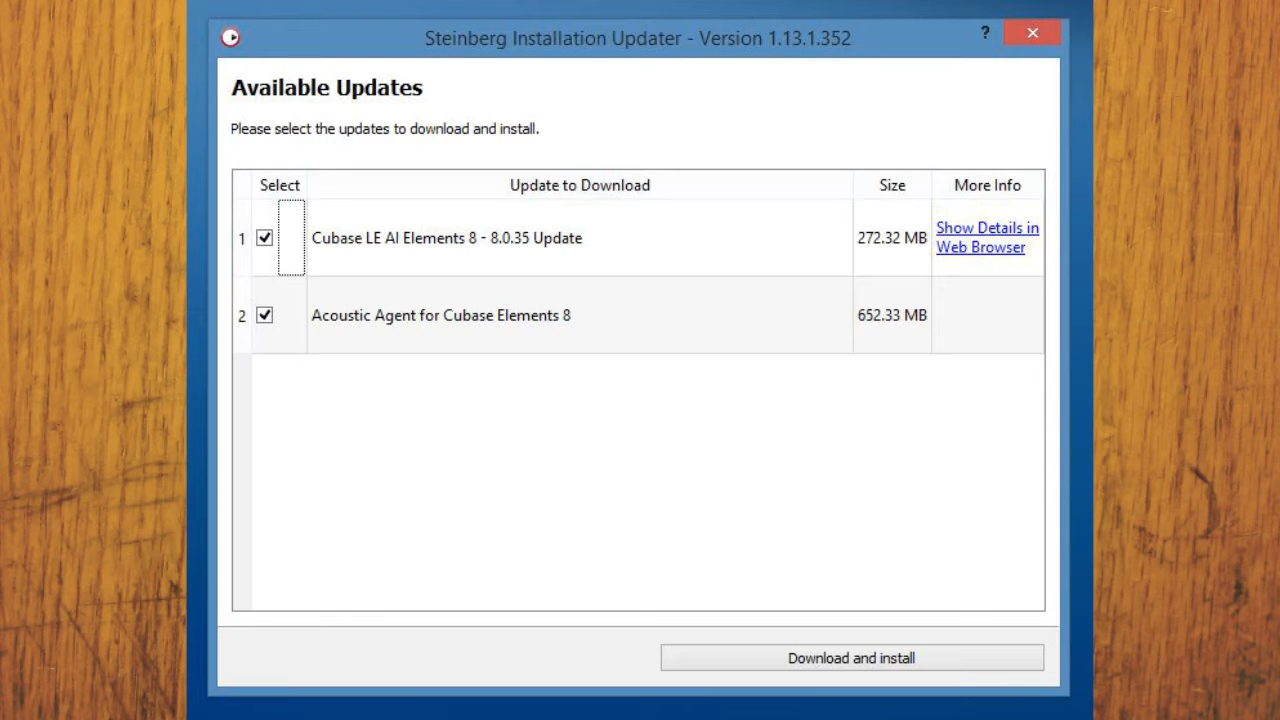 Steinberg Installation Updater - Version 1.13.1.352
?
Available Updates
Please select the updates to download and install.
Select Update to Download Size More Info
1 Cubase LE AI Elements 8 - 8.0.35 Update 272.32 MB Show Details in
Web Browser
2 Acoustic Agent for Cubase Elements 8 652.33 MB
Download and install